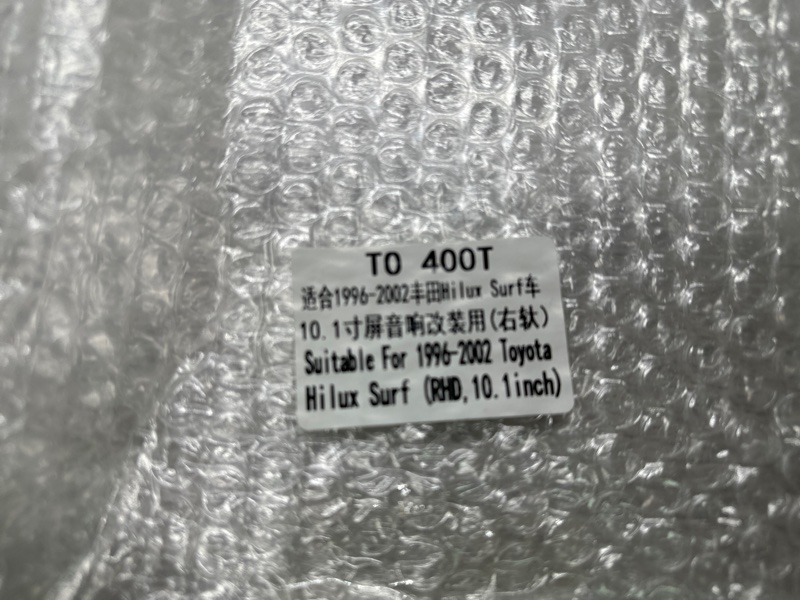 TO 400T
适合1996-2002丰田Hilux Surf车
10.1寸屏音响改装用(右轪)
Suitable For 1996-2002 Toyota
Hilux Surf (RHD,10.1inch)